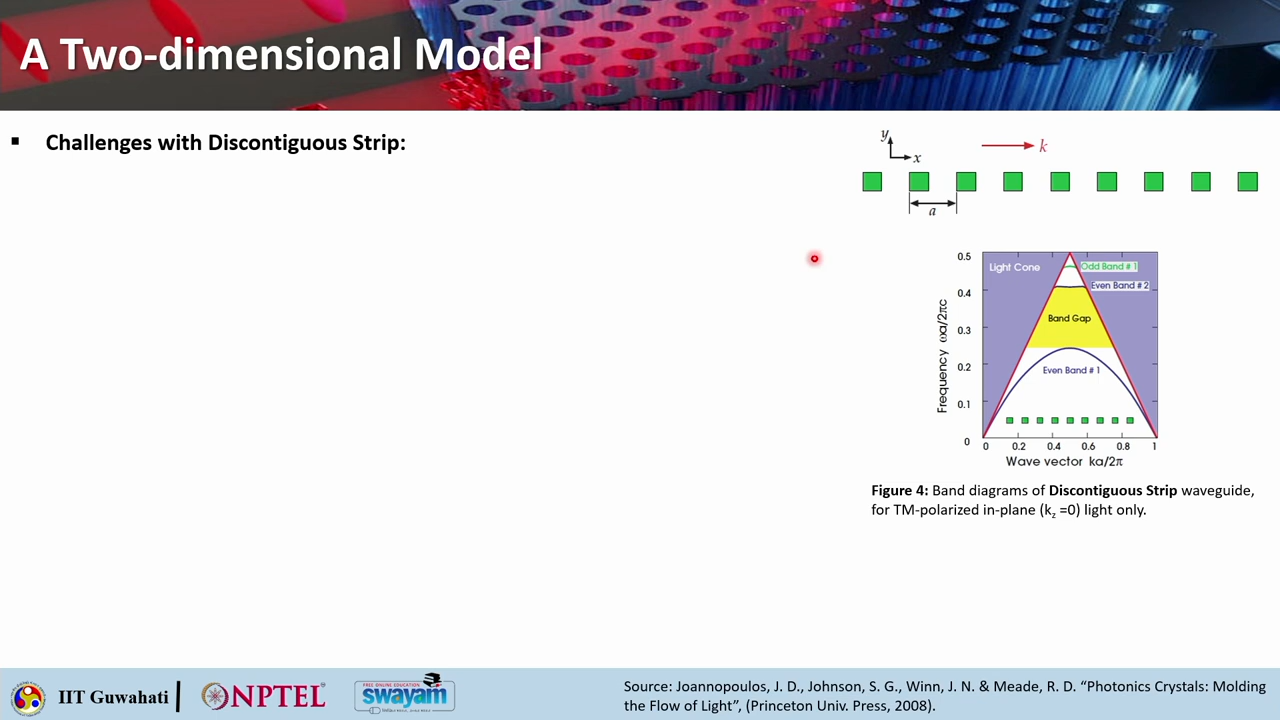 A Two-dimensional Model
▪ Challenges with Discontiguous Strip:
y
x
k
a
0.5
0.4
0.3
0.2
0.1
0
Frequency ωa/2πc
Light Cone
Odd Band # 1
Even Band # 2
Band Gap
Even Band # 1
0 0.2 0.4 0.6 0.8 1
Wave vector ka/2π
Figure 4: Band diagrams of Discontiguous Strip waveguide,
for TM-polarized in-plane (kz =0) light only.
IIT Guwahati
NPTEL
FREE ONLINE EDUCATION
swayam
Source: Joannopoulos, J. D., Johnson, S. G., Winn, J. N. & Meade, R. D. “Photonics Crystals: Molding
the Flow of Light”, (Princeton Univ. Press, 2008).